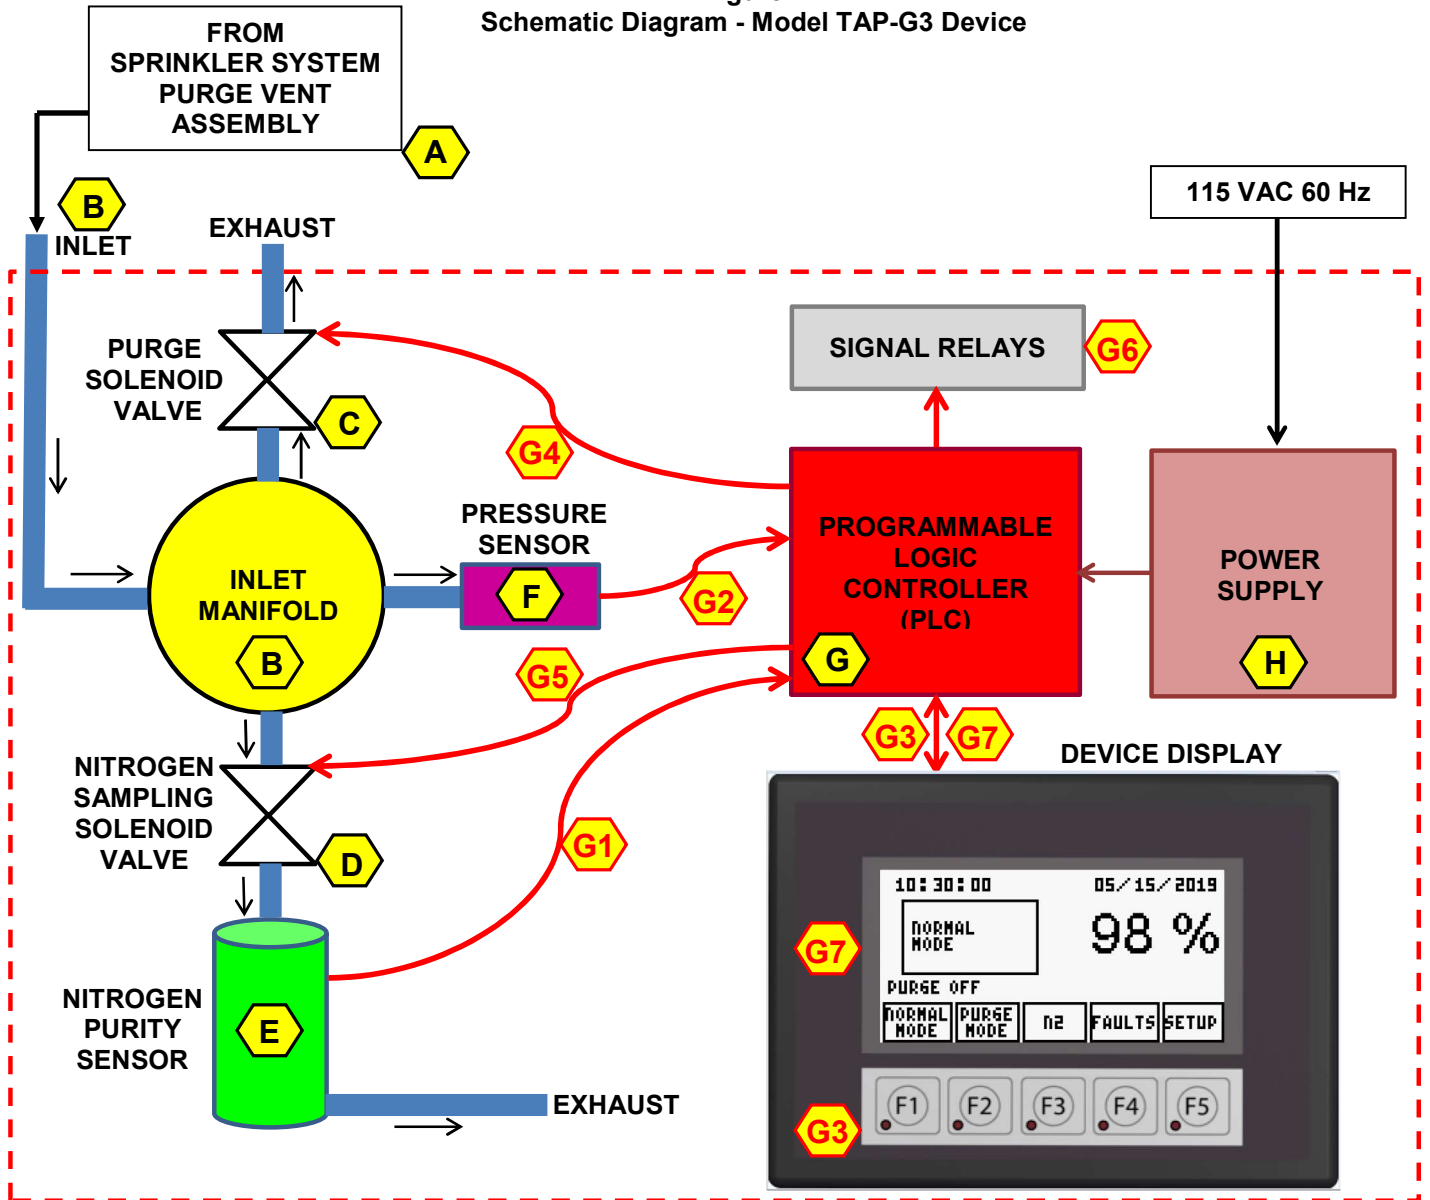 Schematic Diagram - Model TAP-G3 Device
FROM
SPRINKLER SYSTEM
PURGE VENT
ASSEMBLY
A
B
INLET
EXHAUST
115 VAC 60 Hz
PURGE
SOLENOID
VALVE
C
G4
SIGNAL RELAYS
G6
PRESSURE
SENSOR
F
G2
INLET
MANIFOLD
B
PROGRAMMABLE
LOGIC
CONTROLLER
(PLC)
G
POWER
SUPPLY
H
G5
G3
G7
NITROGEN
SAMPLING
SOLENOID
VALVE
D
G1
DEVICE DISPLAY
10:30:00
05/15/2019
NORMAL
MODE
98 %
G7
PURGE OFF
NORMAL
MODE
PURGE
MODE
N2
FAULTS
SETUP
NITROGEN
PURITY
SENSOR
E
EXHAUST
G3
F1
F2
F3
F4
F5